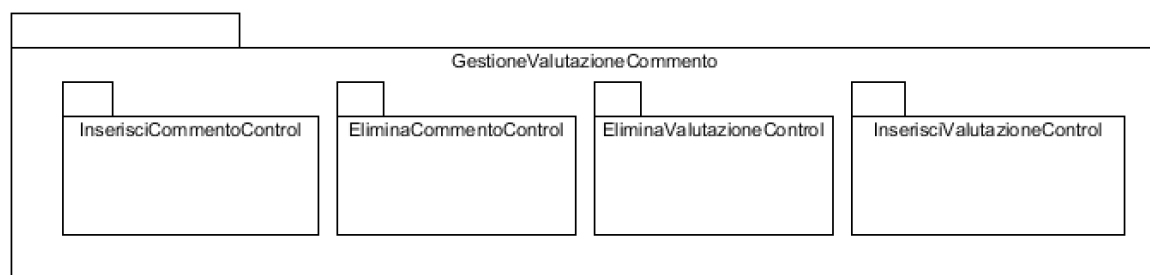 GestioneValutazioneCommento
InserisciCommentoControl
EliminaCommentoControl
EliminaValutazioneControl
InserisciValutazioneControl